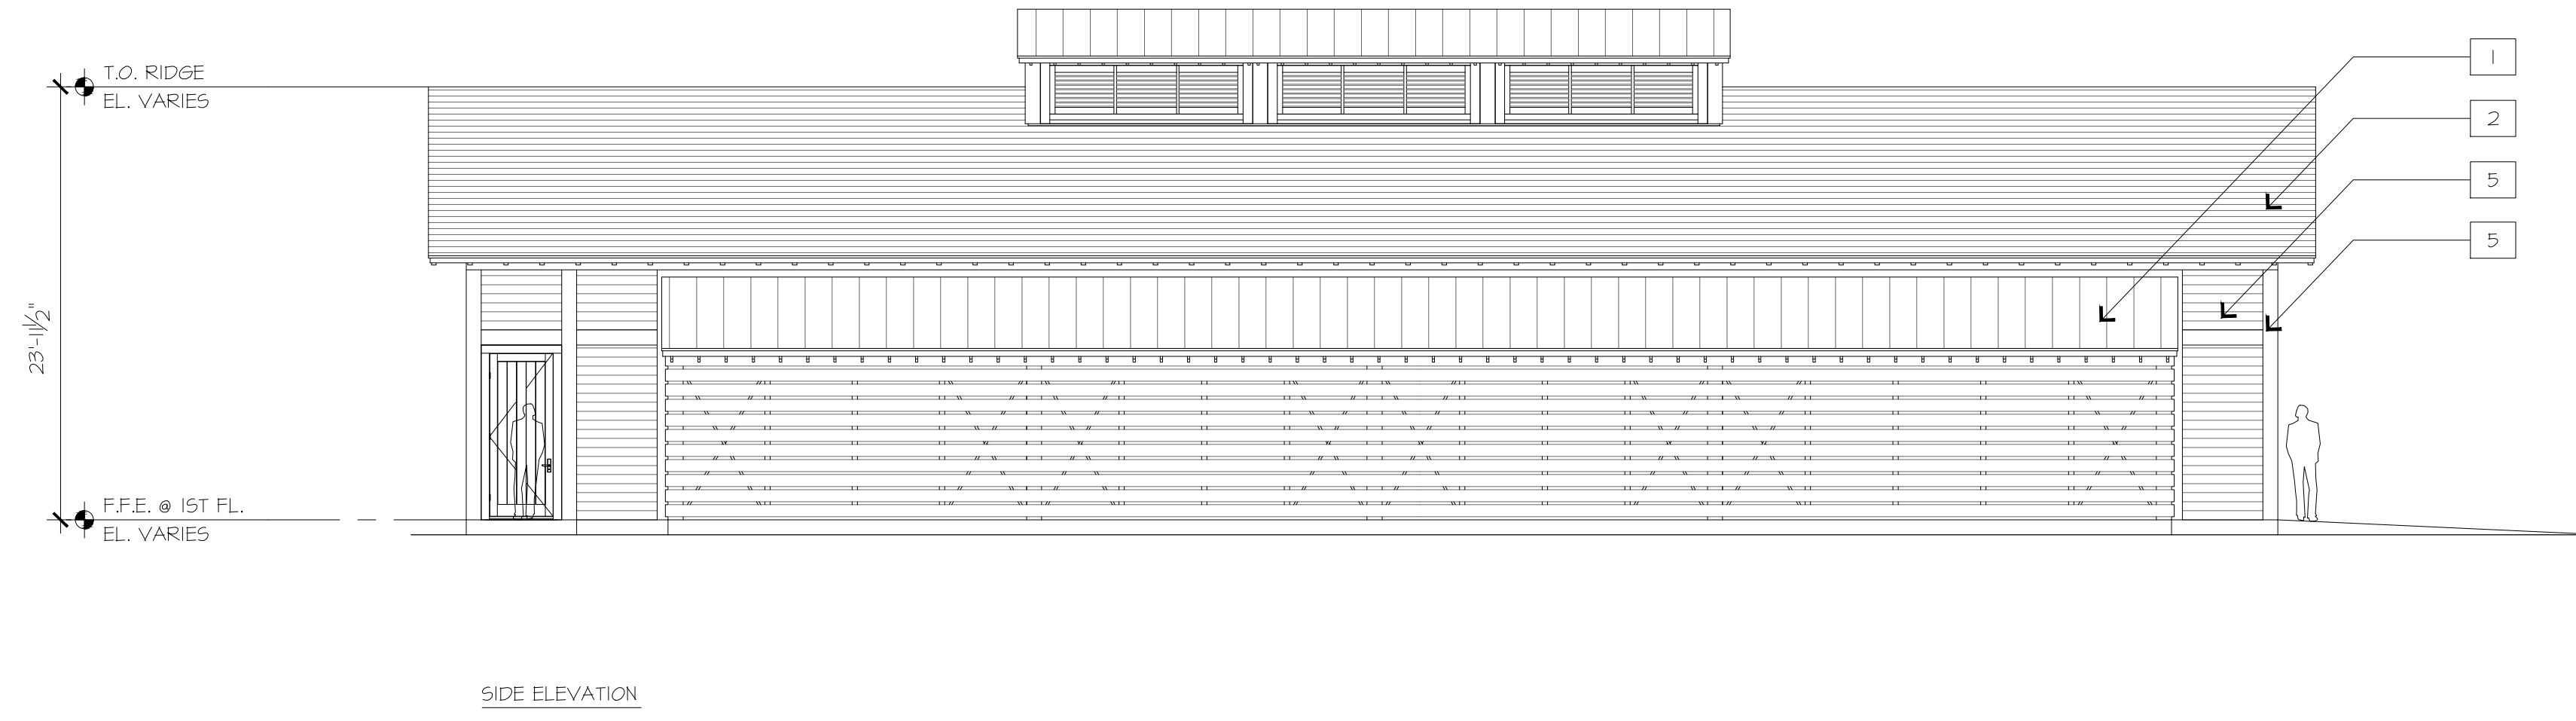 T.O. RIDGE
EL. VARIES
1
2
5
5
23'-11½"
F.F.E. @ 1ST FL.
EL. VARIES
SIDE ELEVATION